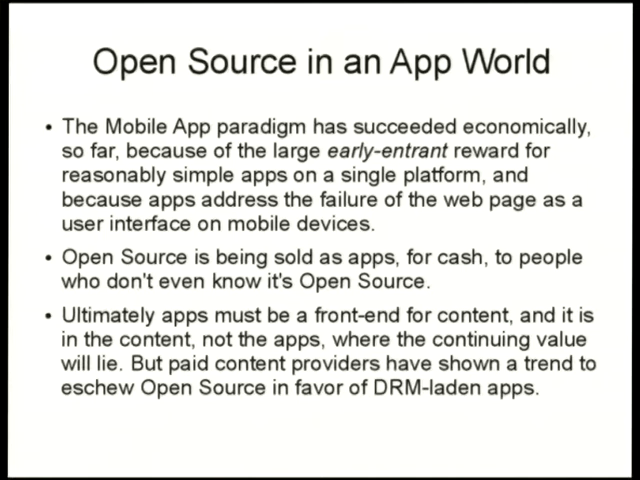 Open Source in an App World
• The Mobile App paradigm has succeeded economically,
so far, because of the large early-entrant reward for
reasonably simple apps on a single platform, and
because apps address the failure of the web page as a
user interface on mobile devices.
• Open Source is being sold as apps, for cash, to people
who don't even know it's Open Source.
• Ultimately apps must be a front-end for content, and it is
in the content, not the apps, where the continuing value
will lie. But paid content providers have shown a trend to
eschew Open Source in favor of DRM-laden apps.